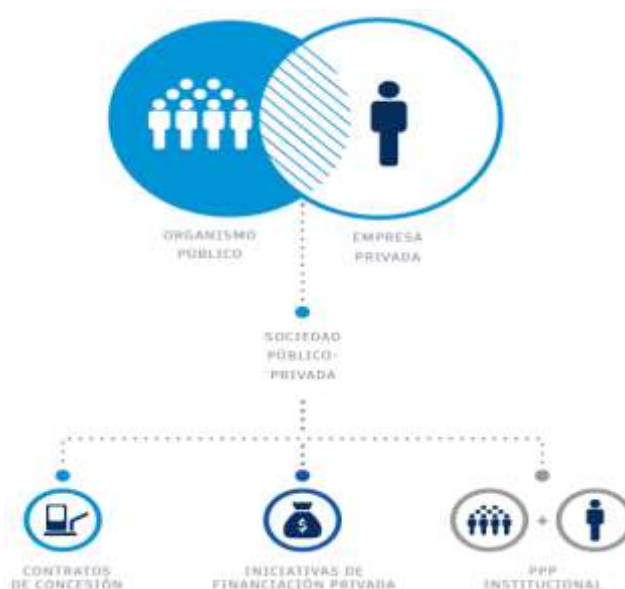 ORGANISMO
PÚBLICO
EMPRESA
PRIVADA
SOCIEDAD
PÚBLICO-
PRIVADA
$
CONTRATOS
DE CONCESIÓN
INICIATIVAS DE
FINANCIACIÓN PRIVADA
+
PPP
INSTITUCIONAL